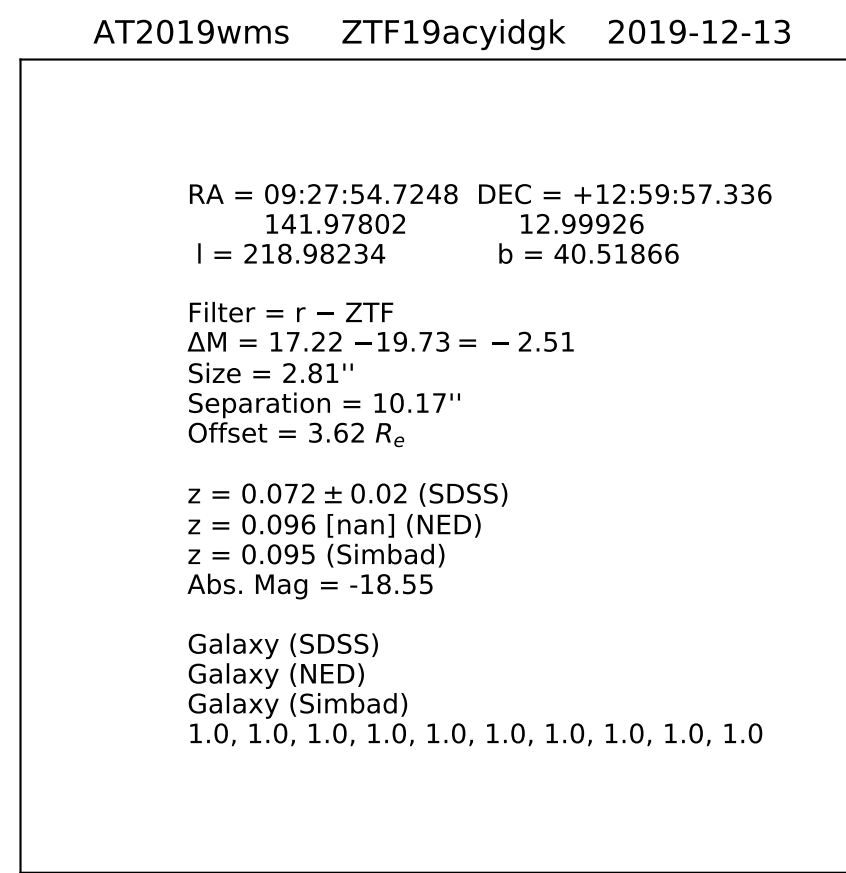 AT2019wms ZTF19acyidgk 2019-12-13
RA = 09:27:54.7248 DEC = +12:59:57.336
141.97802 12.99926
l = 218.98234 b = 40.51866
Filter = r − ZTF
ΔM = 17.22 −19.73 = − 2.51
Size = 2.81''
Separation = 10.17''
Offset = 3.62 Rₑ
z = 0.072 ± 0.02 (SDSS)
z = 0.096 [nan] (NED)
z = 0.095 (Simbad)
Abs. Mag = -18.55
Galaxy (SDSS)
Galaxy (NED)
Galaxy (Simbad)
1.0, 1.0, 1.0, 1.0, 1.0, 1.0, 1.0, 1.0, 1.0, 1.0